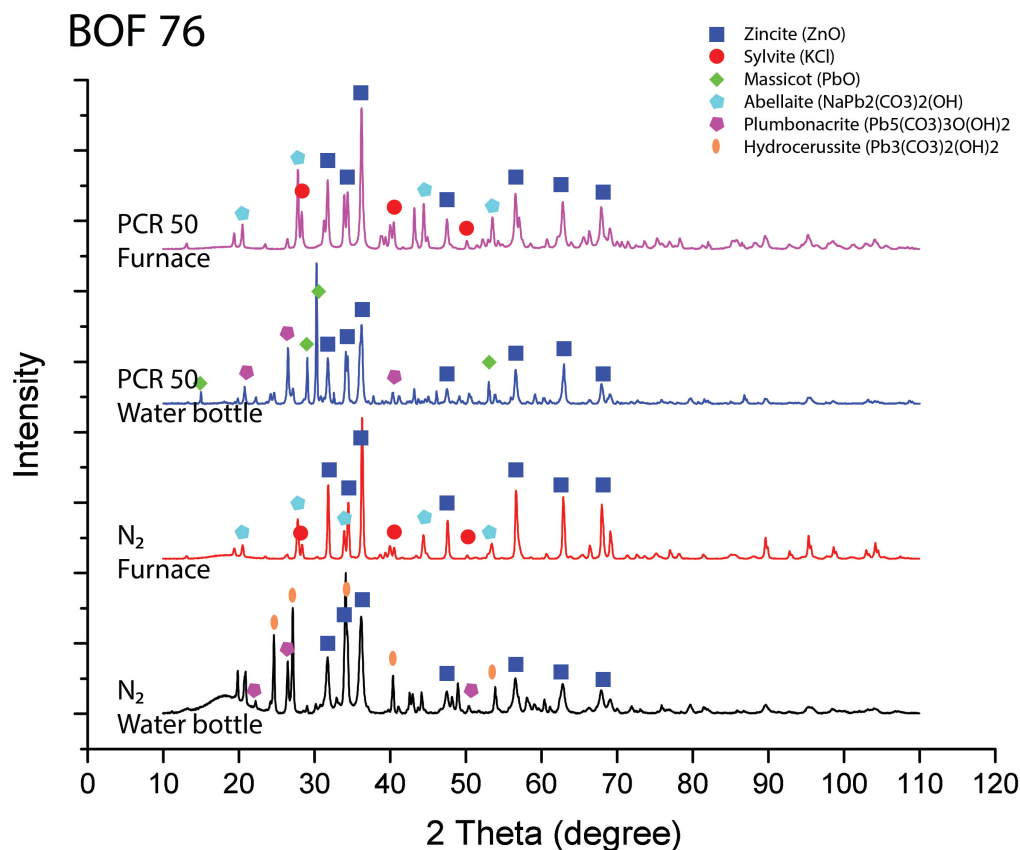 BOF 76
Zincite (ZnO)
Sylvite (KCl)
Massicot (PbO)
Abellaite (NaPb2(CO3)2(OH)
Plumbonacrite (Pb5(CO3)3O(OH)2
Hydrocerussite (Pb3(CO3)2(OH)2
PCR 50
Furnace
PCR 50
Water bottle
N₂
Furnace
N₂
Water bottle
Intensity
0 10 20 30 40 50 60 70 80 90 100 110 120
2 Theta (degree)